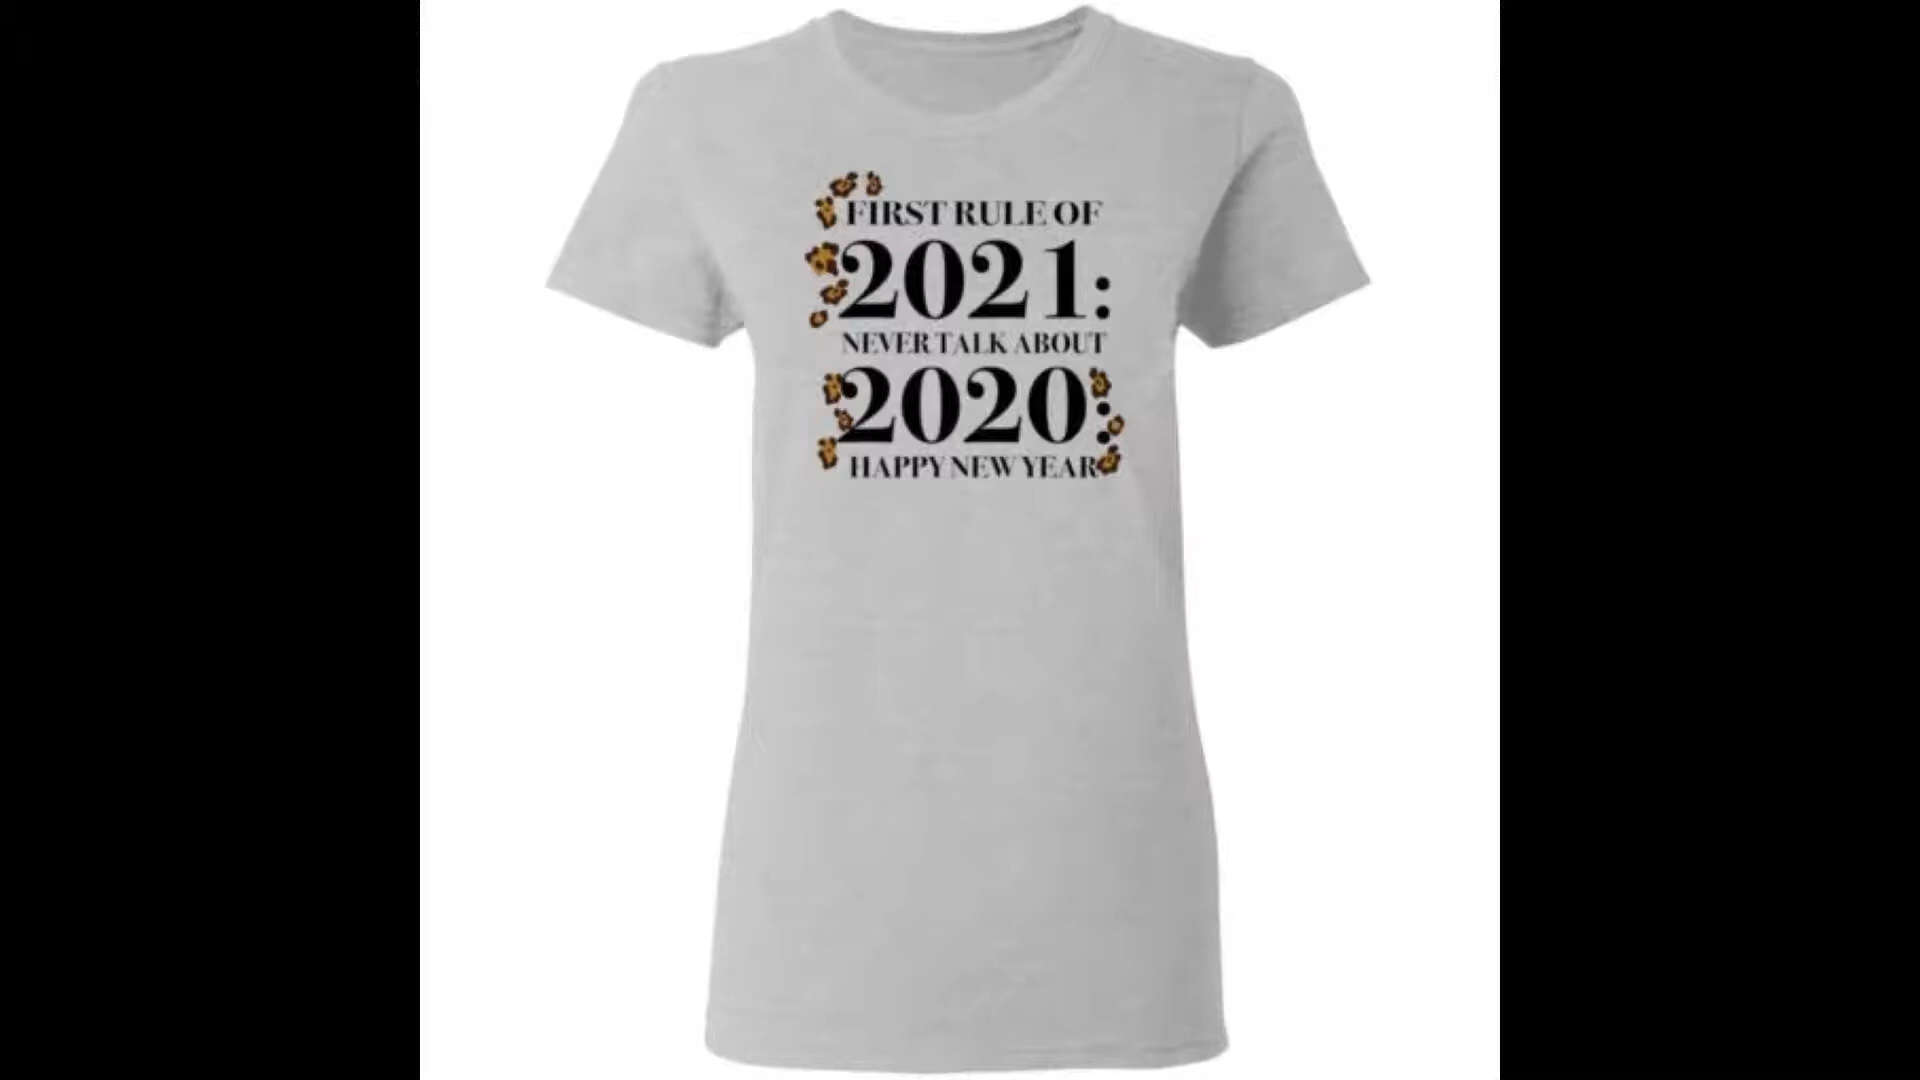 FIRST RULE OF
2021:
NEVER TALK ABOUT
2020:
HAPPY NEW YEAR